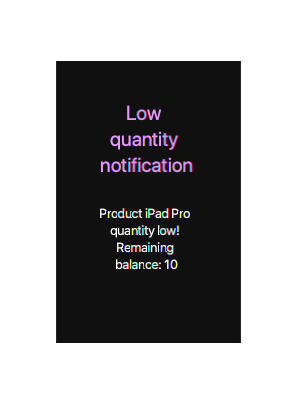 Low
quantity
notification
Product iPad Pro
quantity low!
Remaining
balance: 10